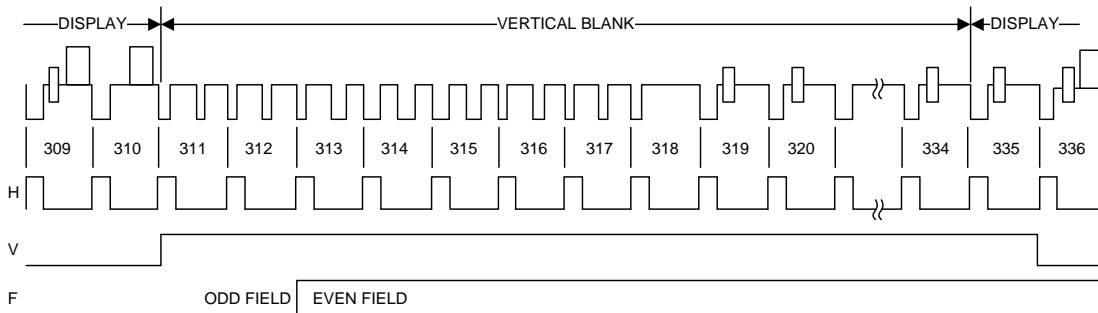 DISPLAY VERTICAL BLANK DISPLAY
309 310 311 312 313 314 315 316 317 318 319 320 334 335 336
H
V
F ODD FIELD EVEN FIELD